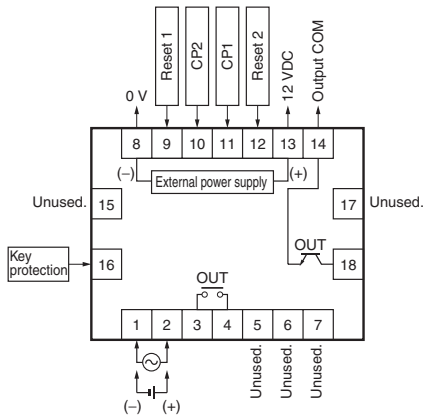 Reset 1
CP2
CP1
Reset 2
0 V
12 VDC
Output COM
8 9 10 11 12 13 14
(−) External power supply (+)
Unused. 15
17 Unused.
Key
protection
16
OUT
18
OUT
1 2 3 4 5 6 7
Unused.
Unused.
Unused.
(−) (+)